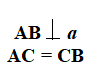 AB ⊥ a
AC = CB